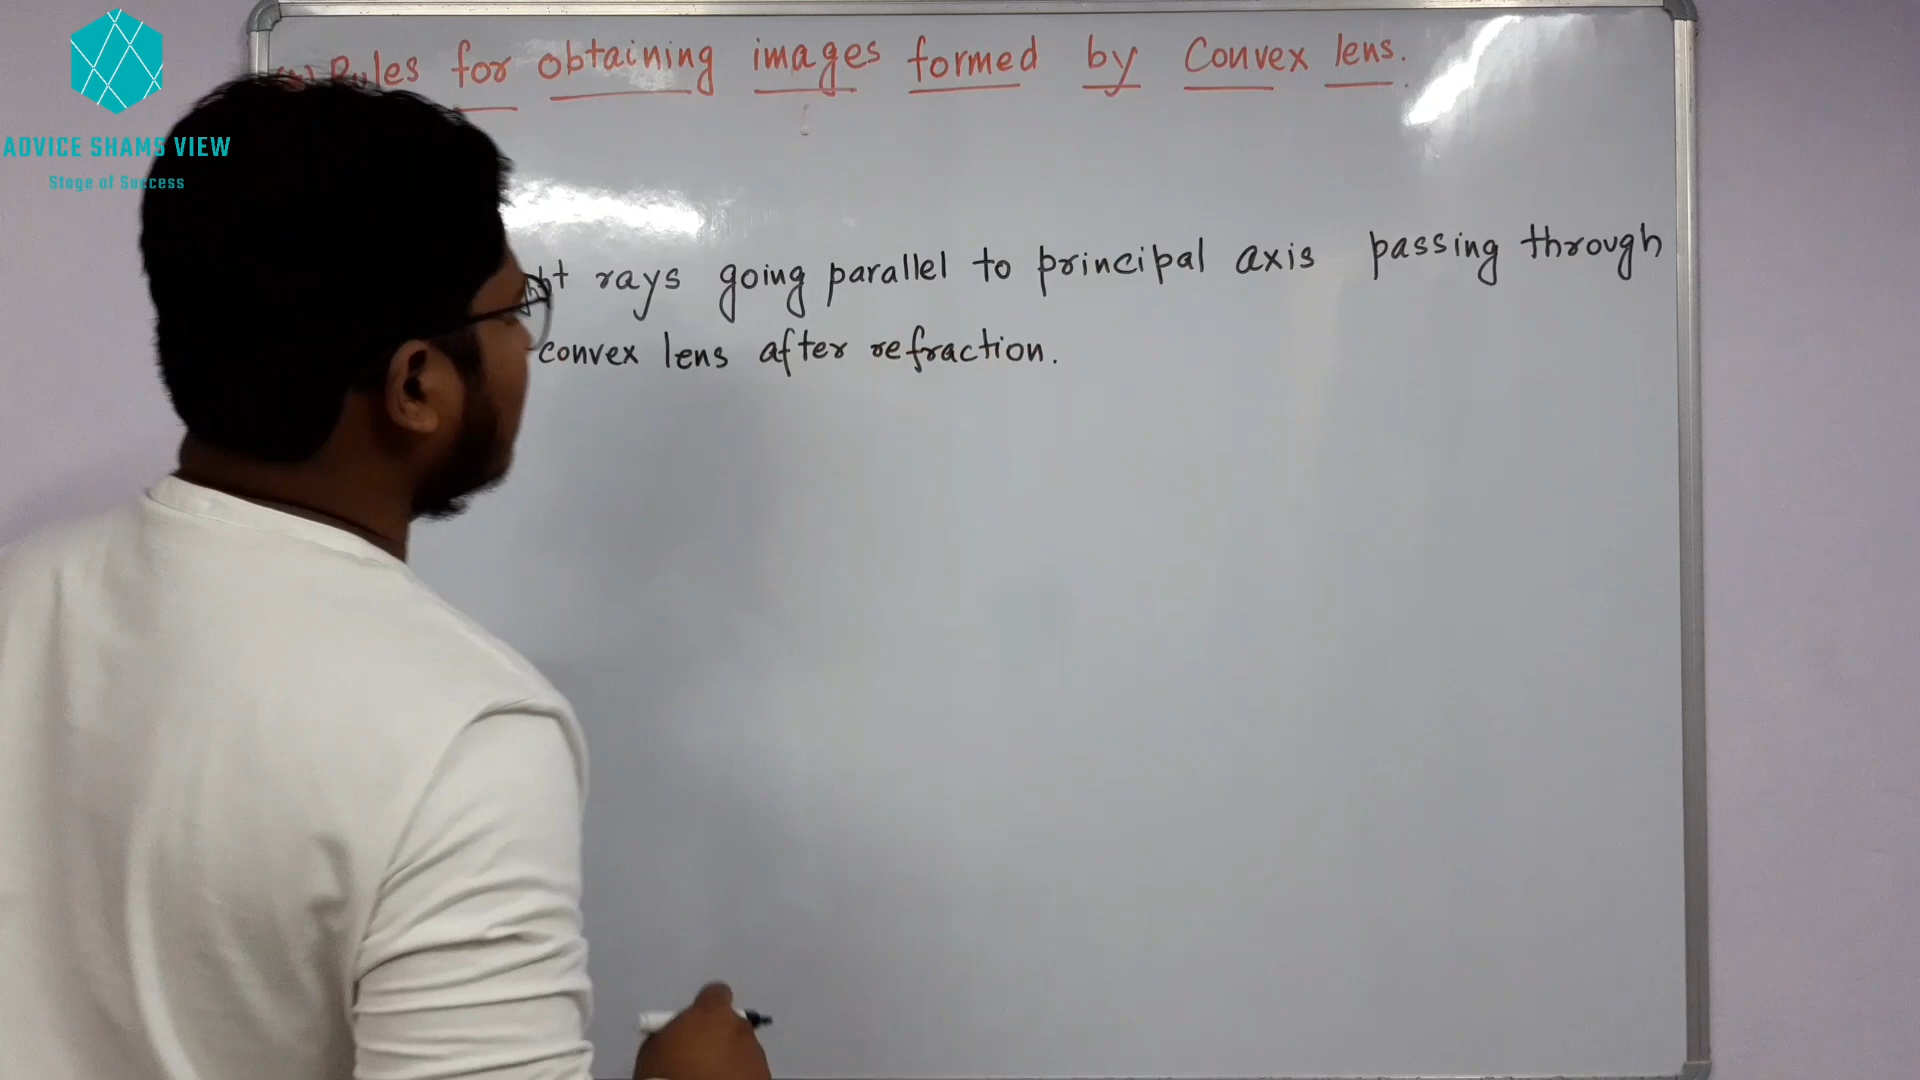 ADVICE SHAMS VIEW
Stage of Success
Rules for obtaining images formed by Convex lens.
rays going parallel to principal axis passing through
convex lens after refraction.